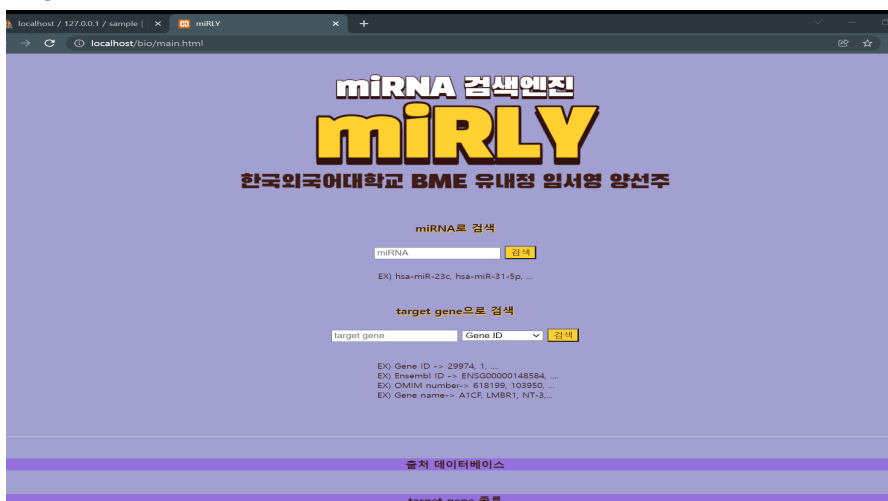 localhost / 127.0.0.1 / sample |
miRLY
localhost/bio/main.html
miRNA 검색엔진
miRLY
한국외국어대학교 BME 유내정 임서영 양선주
miRNA로 검색
miRNA 검색
EX) hsa-miR-23c, hsa-miR-31-5p, ...
target gene으로 검색
target gene Gene ID 검색
EX) Gene ID -> 29974, 1, ....
EX) Ensembl ID -> ENSG00000148584, ....
EX) OMIM number-> 618199, 103950, ...
EX) Gene name-> A1CF, LMBR1, NT-3,...
출처 데이터베이스
target gene 종류